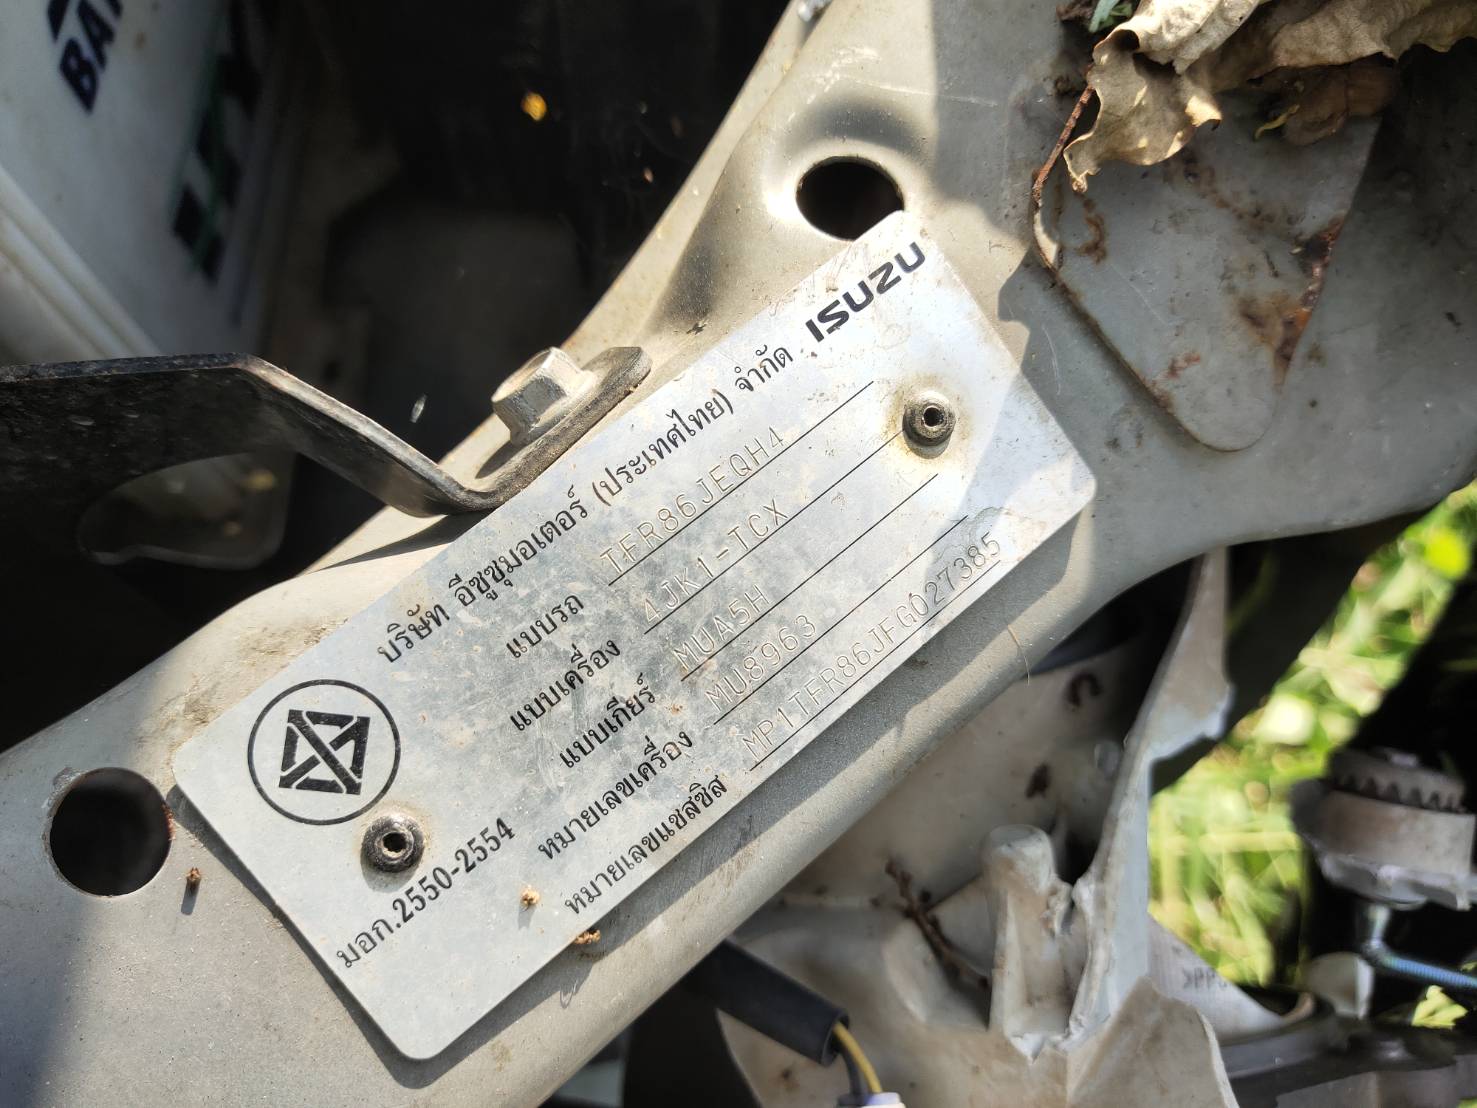 BAT
บริษัท อีซูซุมอเตอร์ (ประเทศไทย) จำกัด ISUZU
แบบรถ TFR86JEQH4
แบบเครื่อง 4JK1-TCX
แบบเกียร์ MUA5H
หมายเลขเครื่อง MU8963
หมายเลขแชสซิส MP1TFR86JFG027385
มอก.2550-2554